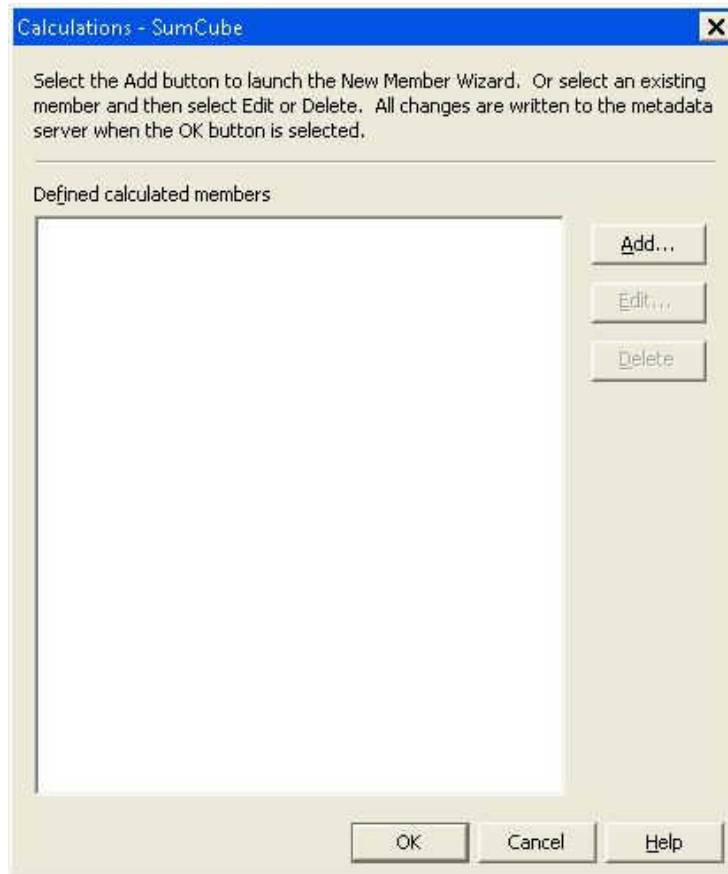 Calculations - SumCube
Select the Add button to launch the New Member Wizard. Or select an existing
member and then select Edit or Delete. All changes are written to the metadata
server when the OK button is selected.
Defined calculated members
Add...
Edit...
Delete
OK Cancel Help